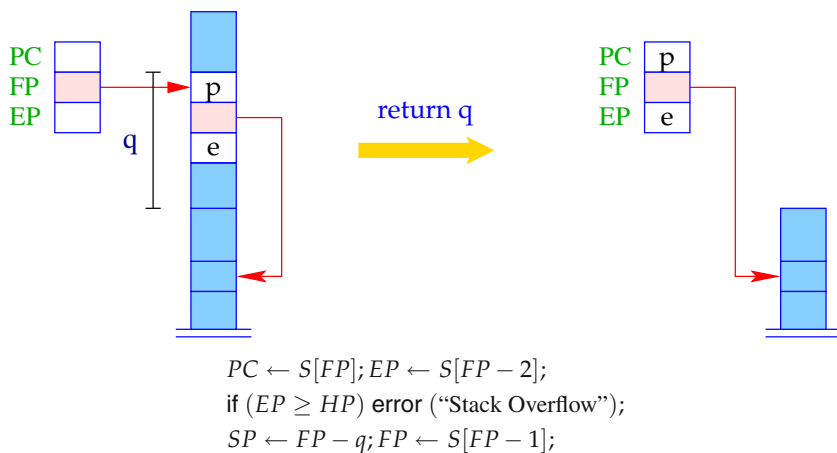 PC
FP
EP
q
p
e
return q
PC
FP
EP
p
e
PC ← S[FP]; EP ← S[FP − 2];
if (EP ≥ HP) error (“Stack Overflow”);
SP ← FP − q; FP ← S[FP − 1];